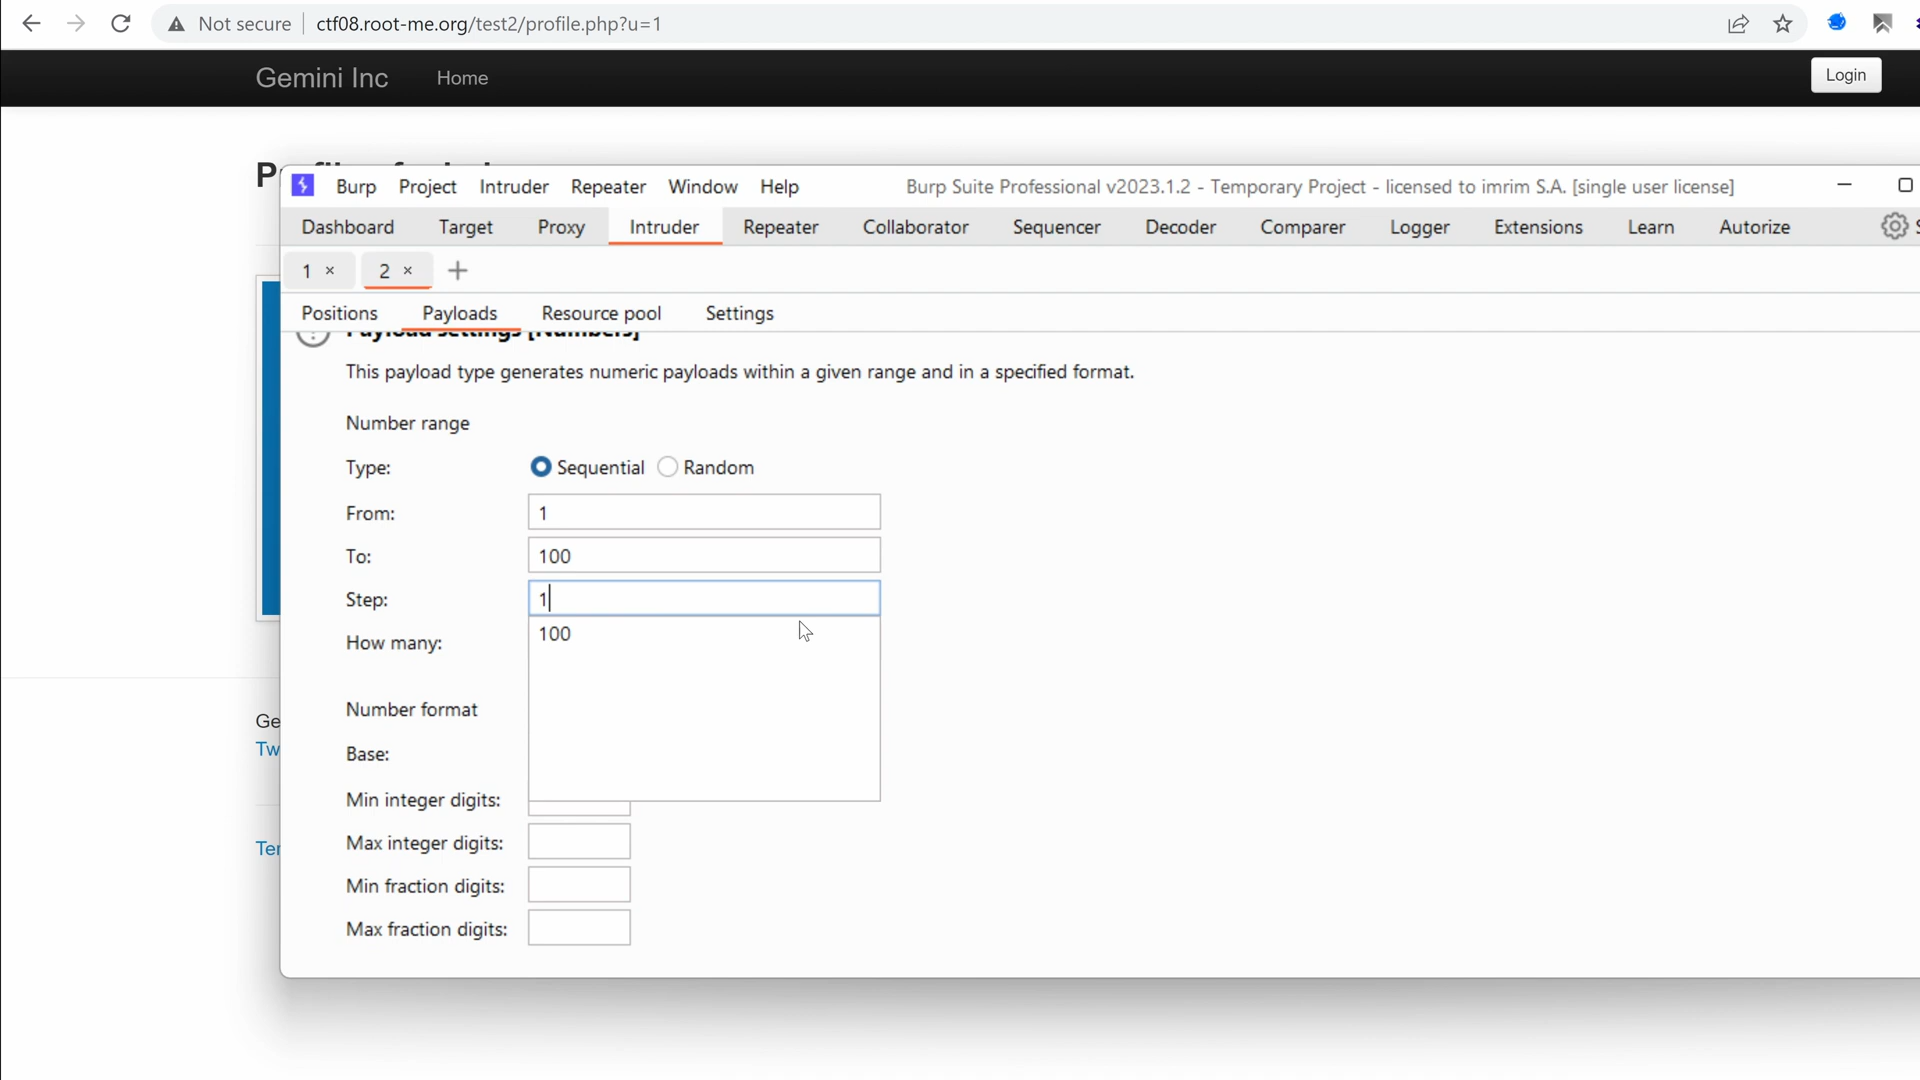 Not secure
ctf08.root-me.org/test2/profile.php?u=1
Gemini Inc
Home
Login
Burp Project Intruder Repeater Window Help
Burp Suite Professional v2023.1.2 - Temporary Project - licensed to imrim S.A. [single user license]
Dashboard Target Proxy Intruder Repeater Collaborator Sequencer Decoder Comparer Logger Extensions Learn Autorize
1 × 2 × +
Positions Payloads Resource pool Settings
Payload settings [Numbers]
This payload type generates numeric payloads within a given range and in a specified format.
Number range
Type: Sequential Random
From: 1
To: 100
Step: 1
100
How many:
Number format
Base:
Min integer digits:
Max integer digits:
Min fraction digits:
Max fraction digits:
Ge
Tw
Ter